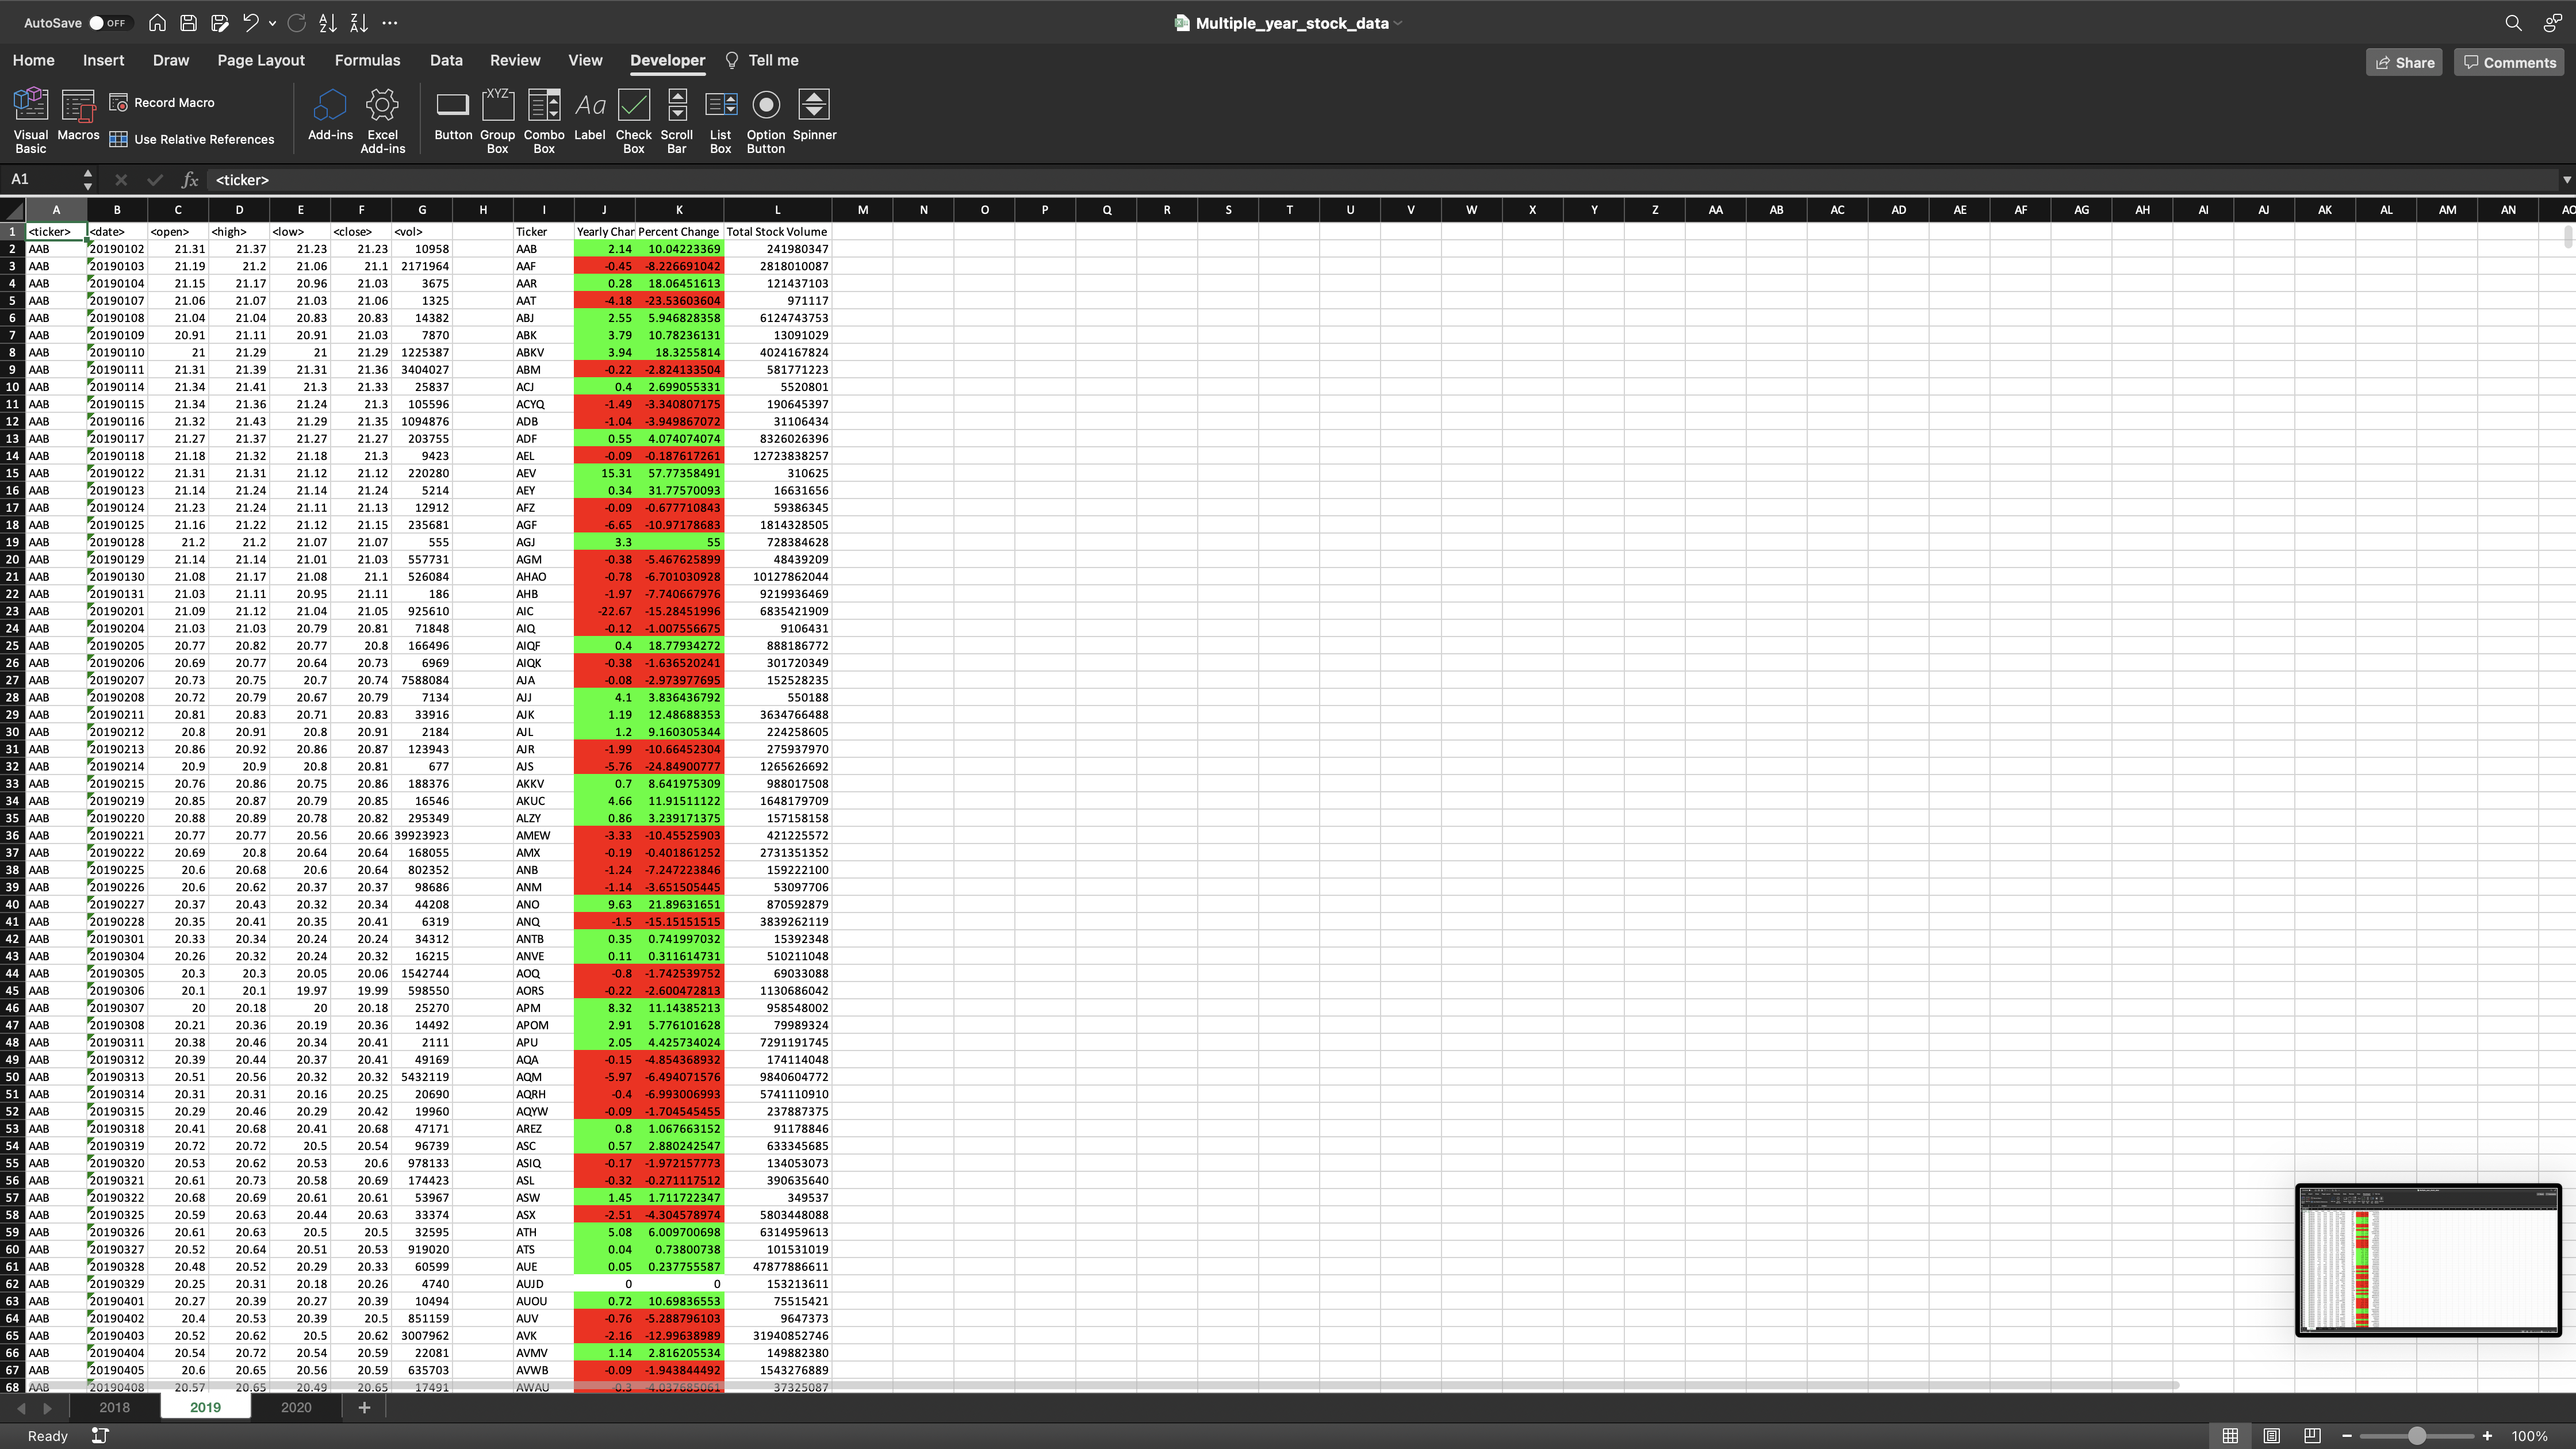 AutoSave OFF Multiple_year_stock_data
Home Insert Draw Page Layout Formulas Data Review View Developer Tell me Share Comments
Visual Basic Macros Record Macro Use Relative References Add-ins Excel Add-ins Button Group Box Combo Box Label Check Box Scroll Bar List Box Option Button Spinner
A1 fx <ticker>
A B C D E F G H I J K L M N O P Q R S T U V W X Y Z AA AB AC AD AE AF AG AH AI AJ AK AL AM AN AO
1 <ticker> <date> <open> <high> <low> <close> <vol> Ticker Yearly Char Percent Change Total Stock Volume
2 AAB 20190102 21.31 21.37 21.23 21.23 10958 AAB 2.14 10.04223369 241980347
3 AAB 20190103 21.19 21.2 21.06 21.1 2171964 AAF -0.45 -8.226691042 2818010087
4 AAB 20190104 21.15 21.17 20.96 21.03 3675 AAR 0.28 18.06451613 121437103
5 AAB 20190107 21.06 21.07 21.03 21.06 1325 AAT -4.18 -23.53603604 971117
6 AAB 20190108 21.04 21.04 20.83 20.83 14382 ABJ 2.55 5.946828358 6124743753
7 AAB 20190109 20.91 21.11 20.91 21.03 7870 ABK 3.79 10.78236131 13091029
8 AAB 20190110 21 21.29 21 21.29 1225387 ABKV 3.94 18.3255814 4024167824
9 AAB 20190111 21.31 21.39 21.31 21.36 3404027 ABM -0.22 -2.824133504 581771223
10 AAB 20190114 21.34 21.41 21.3 21.33 25837 ACJ 0.4 2.699055331 5520801
11 AAB 20190115 21.34 21.36 21.24 21.3 105596 ACYQ -1.49 -3.340807175 190645397
12 AAB 20190116 21.32 21.43 21.29 21.35 1094876 ADB -1.04 -3.949867072 31106434
13 AAB 20190117 21.27 21.37 21.27 21.27 203755 ADF 0.55 4.074074074 8326026396
14 AAB 20190118 21.18 21.32 21.18 21.3 9423 AEL -0.09 -0.187617261 12723838257
15 AAB 20190122 21.31 21.31 21.12 21.12 220280 AEV 15.31 57.77358491 310625
16 AAB 20190123 21.14 21.24 21.14 21.24 5214 AEY 0.34 31.77570093 16631656
17 AAB 20190124 21.23 21.24 21.11 21.13 12912 AFZ -0.09 -0.677710843 59386345
18 AAB 20190125 21.16 21.22 21.12 21.15 235681 AGF -6.65 -10.97178683 1814328505
19 AAB 20190128 21.2 21.2 21.07 21.07 555 AGJ 3.3 55 728384628
20 AAB 20190129 21.14 21.14 21.01 21.03 557731 AGM -0.38 -5.467625899 48439209
21 AAB 20190130 21.08 21.17 21.08 21.1 526084 AHAO -0.78 -6.701030928 10127862044
22 AAB 20190131 21.03 21.11 20.95 21.11 186 AHB -1.97 -7.740667976 9219936469
23 AAB 20190201 21.09 21.12 21.04 21.05 925610 AIC -22.67 -15.28451996 6835421909
24 AAB 20190204 21.03 21.03 20.79 20.81 71848 AIQ -0.12 -1.007556675 9106431
25 AAB 20190205 20.77 20.82 20.77 20.8 166496 AIQF 0.4 18.77934272 888186772
26 AAB 20190206 20.69 20.77 20.64 20.73 6969 AIQK -0.38 -1.636520241 301720349
27 AAB 20190207 20.73 20.75 20.7 20.74 7588084 AJA -0.08 -2.973977695 152528235
28 AAB 20190208 20.72 20.79 20.67 20.79 7134 AJJ 4.1 3.836436792 550188
29 AAB 20190211 20.81 20.83 20.71 20.83 33916 AJK 1.19 12.48688353 3634766488
30 AAB 20190212 20.8 20.91 20.8 20.91 2184 AJL 1.2 9.160305344 224258605
31 AAB 20190213 20.86 20.92 20.86 20.87 123943 AJR -1.99 -10.66452304 275937970
32 AAB 20190214 20.9 20.9 20.8 20.81 677 AJS -5.76 -24.84900777 1265626692
33 AAB 20190215 20.76 20.86 20.75 20.86 188376 AKKV 0.7 8.641975309 988017508
34 AAB 20190219 20.85 20.87 20.79 20.85 16546 AKUC 4.66 11.91511122 1648179709
35 AAB 20190220 20.88 20.89 20.78 20.82 295349 ALZY 0.86 3.239171375 157158158
36 AAB 20190221 20.77 20.77 20.56 20.66 39923923 AMEW -3.33 -10.45525903 421225572
37 AAB 20190222 20.69 20.8 20.64 20.64 168055 AMX -0.19 -0.401861252 2731351352
38 AAB 20190225 20.6 20.68 20.6 20.64 802352 ANB -1.24 -7.247223846 159222100
39 AAB 20190226 20.6 20.62 20.37 20.37 98686 ANM -1.14 -3.651505445 53097706
40 AAB 20190227 20.37 20.43 20.32 20.34 44208 ANO 9.63 21.89631651 870592879
41 AAB 20190228 20.35 20.41 20.35 20.41 6319 ANQ -1.5 -15.15151515 3839262119
42 AAB 20190301 20.33 20.34 20.24 20.24 34312 ANTB 0.35 0.741997032 15392348
43 AAB 20190304 20.26 20.32 20.24 20.32 16215 ANVE 0.11 0.311614731 510211048
44 AAB 20190305 20.3 20.3 20.05 20.06 1542744 AOQ -0.8 -1.742539752 69033088
45 AAB 20190306 20.1 20.1 19.97 19.99 598550 AORS -0.22 -2.600472813 1130686042
46 AAB 20190307 20 20.18 20 20.18 25270 APM 8.32 11.14385213 958548002
47 AAB 20190308 20.21 20.36 20.19 20.36 14492 APOM 2.91 5.776101628 79989324
48 AAB 20190311 20.38 20.46 20.34 20.41 2111 APU 2.05 4.425734024 7291191745
49 AAB 20190312 20.39 20.44 20.37 20.41 49169 AQA -0.15 -4.854368932 174114048
50 AAB 20190313 20.51 20.56 20.32 20.32 5432119 AQM -5.97 -6.494071576 9840604772
51 AAB 20190314 20.31 20.31 20.16 20.25 20690 AQRH -0.4 -6.993006993 5741110910
52 AAB 20190315 20.29 20.46 20.29 20.42 19960 AQYW -0.09 -1.704545455 237887375
53 AAB 20190318 20.41 20.68 20.41 20.68 47171 AREZ 0.8 1.067663152 91178846
54 AAB 20190319 20.72 20.72 20.5 20.54 96739 ASC 0.57 2.880242547 633345685
55 AAB 20190320 20.53 20.62 20.53 20.6 978133 ASIQ -0.17 -1.972157773 134053073
56 AAB 20190321 20.61 20.73 20.58 20.69 174423 ASL -0.32 -0.271117512 390635640
57 AAB 20190322 20.68 20.69 20.61 20.61 53967 ASW 1.45 1.711722347 349537
58 AAB 20190325 20.59 20.63 20.44 20.63 33374 ASX -2.51 -4.304578974 5803448088
59 AAB 20190326 20.61 20.63 20.5 20.5 32595 ATH 5.08 6.009700698 6314959613
60 AAB 20190327 20.52 20.64 20.51 20.53 919020 ATS 0.04 0.73800738 101531019
61 AAB 20190328 20.48 20.52 20.29 20.33 60599 AUE 0.05 0.237755587 47877886611
62 AAB 20190329 20.25 20.31 20.18 20.26 4740 AUJD 0 0 153213611
63 AAB 20190401 20.27 20.39 20.27 20.39 10494 AUOU 0.72 10.69836553 75515421
64 AAB 20190402 20.4 20.53 20.39 20.5 851159 AUV -0.76 -5.288796103 9647373
65 AAB 20190403 20.52 20.62 20.5 20.62 3007962 AVK -2.16 -12.99638989 31940852746
66 AAB 20190404 20.54 20.72 20.54 20.59 22081 AVMV 1.14 2.816205534 149882380
67 AAB 20190405 20.6 20.65 20.56 20.59 635703 AVWB -0.09 -1.943844492 1543276889
68 AAB 20190408 20.57 20.65 20.49 20.65 17491 AWAU -0.3 -4.037685061 37325087
2018 2019 2020
Ready 100%